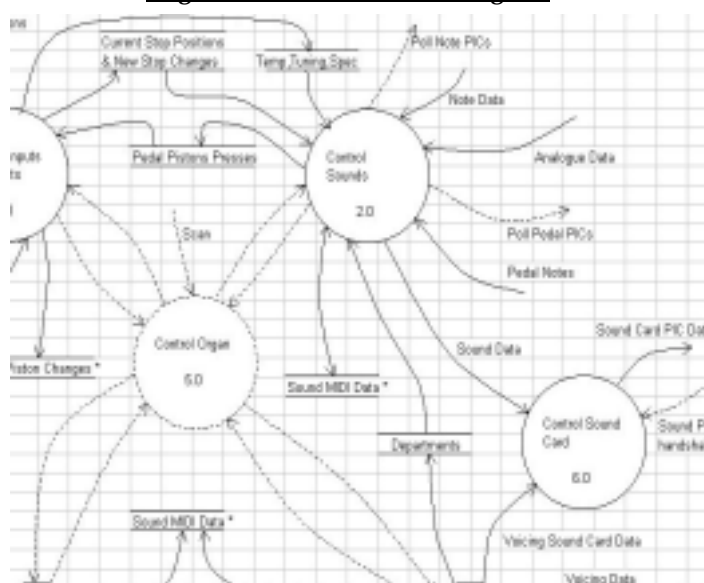 Current Stop Positions
& New Stop Changes
Temp,Tuning,Spec
Poll Note PICs
Note Data
Pedal Pistons Presses
Control
Sounds
2.0
Analogue Data
Scan
Poll Pedal PICs
Pedal Notes
Control Organ
5.0
Piston Changes *
Sound MIDI Data *
Sound Data
Sound Card PIC Dat
Departments
Control Sound
Card
6.0
Sound P
handsha
Sound MIDI Data *
Voicing Sound Card Data
Voicing Data